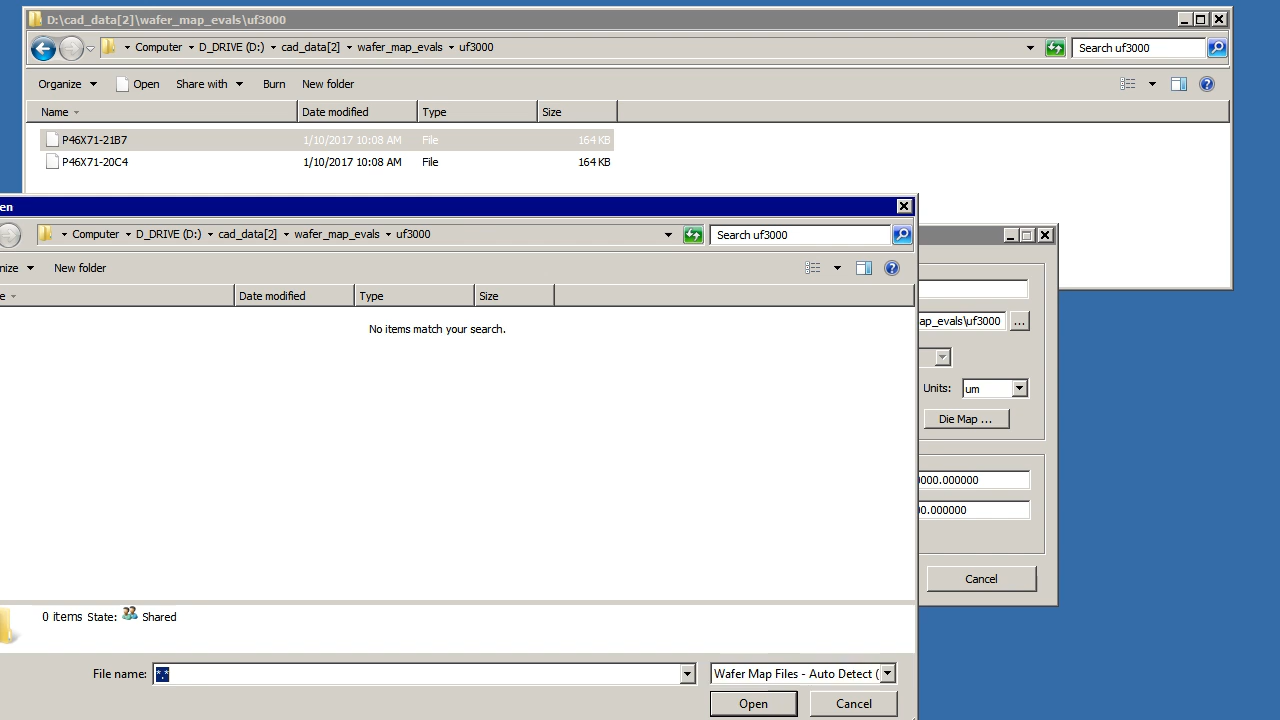 D:\cad_data[2]\wafer_map_evals\uf3000
Computer D_DRIVE (D:) cad_data[2] wafer_map_evals uf3000 Search uf3000
Organize Open Share with Burn New folder
Name Date modified Type Size
P46X71-21B7 1/10/2017 10:08 AM File 164 KB
P46X71-20C4 1/10/2017 10:08 AM File 164 KB
en
Computer D_DRIVE (D:) cad_data[2] wafer_map_evals uf3000 Search uf3000
nize New folder
e Date modified Type Size
No items match your search.
ap_evals\uf3000 ...
Units: um
Die Map ...
0000.000000
00.000000
Cancel
0 items State: Shared
File name: *.* Wafer Map Files - Auto Detect (
Open Cancel